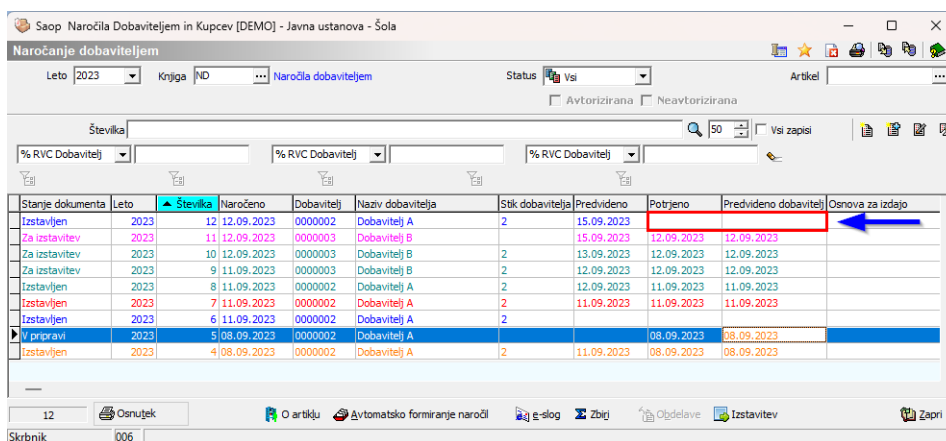 Saop Naročila Dobaviteljem in Kupcev [DEMO] - Javna ustanova - Šola
Naročanje dobaviteljem
Leto 2023 Knjiga ND ... Naročila dobaviteljem Status Vsi Artikel ...
Avtorizirana Neavtorizirana
Številka 50 Vsi zapisi
% RVC Dobavitelj % RVC Dobavitelj % RVC Dobavitelj
Stanje dokumenta Leto Številka Naročeno Dobavitelj Naziv dobavitelja Stik dobavitelja Predvideno Potrjeno Predvideno dobavitelj Osnova za izdajo
Izstavljen 2023 12 12.09.2023 0000002 Dobavitelj A 2 15.09.2023
Za izstavitev 2023 11 12.09.2023 0000003 Dobavitelj B 15.09.2023 12.09.2023 12.09.2023
Za izstavitev 2023 10 12.09.2023 0000003 Dobavitelj B 2 13.09.2023 12.09.2023 12.09.2023
Za izstavitev 2023 9 11.09.2023 0000003 Dobavitelj B 2 12.09.2023 12.09.2023 12.09.2023
Izstavljen 2023 8 11.09.2023 0000002 Dobavitelj A 2 12.09.2023 11.09.2023 11.09.2023
Izstavljen 2023 7 11.09.2023 0000002 Dobavitelj A 2 11.09.2023 11.09.2023 11.09.2023
Izstavljen 2023 6 11.09.2023 0000002 Dobavitelj A 2
V pripravi 2023 5 08.09.2023 0000002 Dobavitelj A 08.09.2023 08.09.2023
Izstavljen 2023 4 08.09.2023 0000002 Dobavitelj A 2 11.09.2023 08.09.2023 08.09.2023
12 Osnutek O artiklu Avtomatsko formiranje naročil e-slog Zbiri Obdelave Izstavitev Zapri
Skrbnik 006